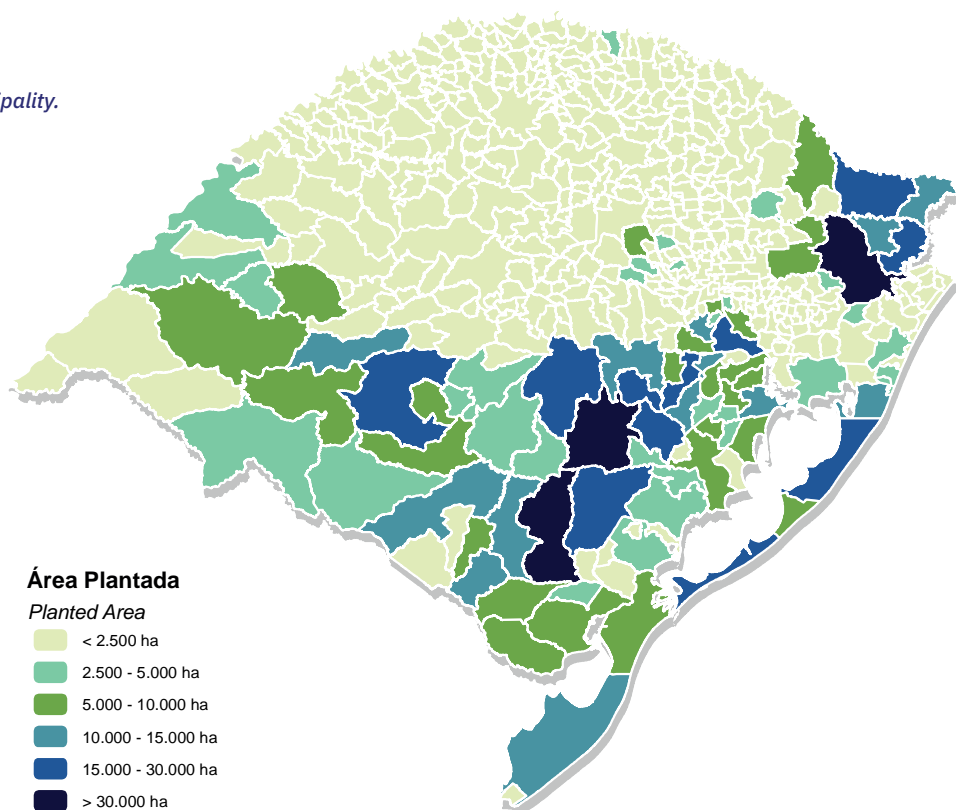 ipality.
Área Plantada
Planted Area
< 2.500 ha
2.500 - 5.000 ha
5.000 - 10.000 ha
10.000 - 15.000 ha
15.000 - 30.000 ha
> 30.000 ha